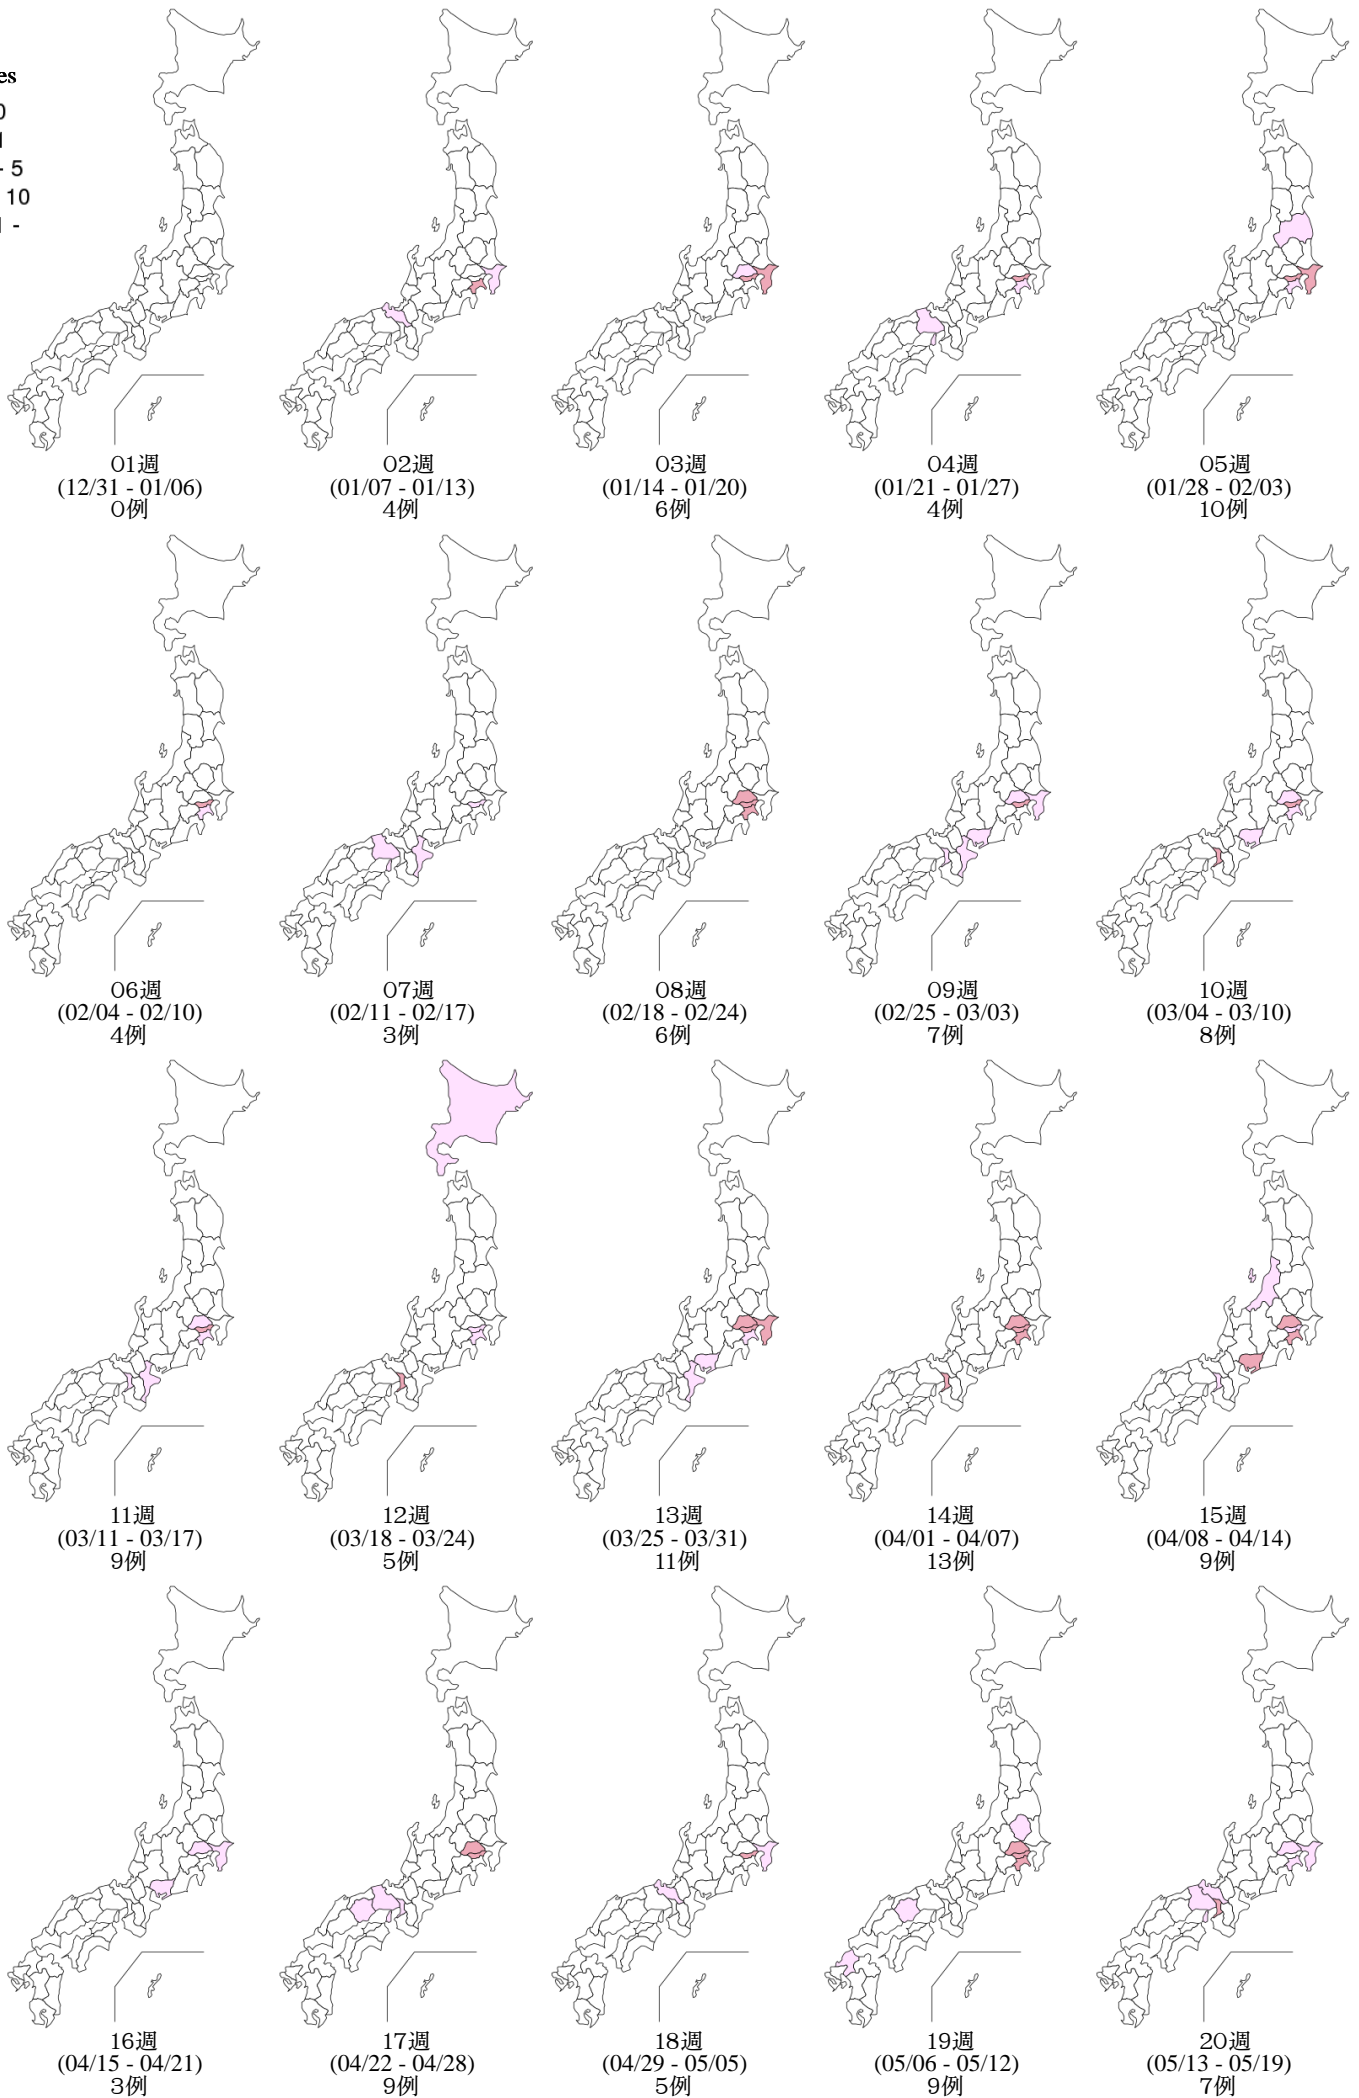 es
0
1
- 5
10
1 -
01週
(12/31 - 01/06)
0例
02週
(01/07 - 01/13)
4例
03週
(01/14 - 01/20)
6例
04週
(01/21 - 01/27)
4例
05週
(01/28 - 02/03)
10例
06週
(02/04 - 02/10)
4例
07週
(02/11 - 02/17)
3例
08週
(02/18 - 02/24)
6例
09週
(02/25 - 03/03)
7例
10週
(03/04 - 03/10)
8例
11週
(03/11 - 03/17)
9例
12週
(03/18 - 03/24)
5例
13週
(03/25 - 03/31)
11例
14週
(04/01 - 04/07)
13例
15週
(04/08 - 04/14)
9例
16週
(04/15 - 04/21)
3例
17週
(04/22 - 04/28)
9例
18週
(04/29 - 05/05)
5例
19週
(05/06 - 05/12)
9例
20週
(05/13 - 05/19)
7例